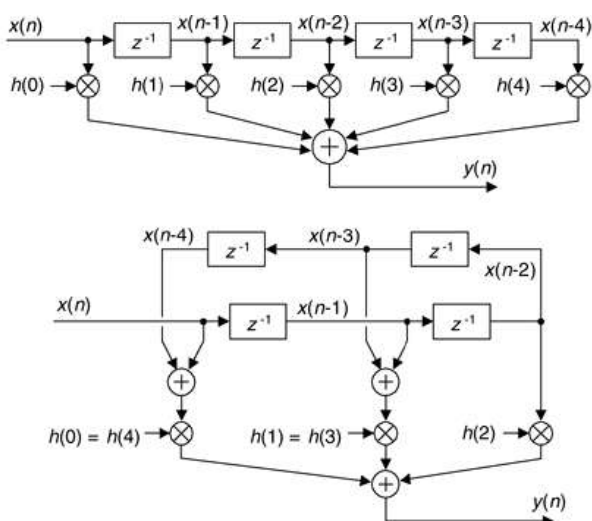 x(n) z⁻¹ x(n-1) z⁻¹ x(n-2) z⁻¹ x(n-3) z⁻¹ x(n-4)
h(0) h(1) h(2) h(3) h(4)
+
y(n)
x(n-4) z⁻¹ x(n-3) z⁻¹
x(n-2)
x(n) z⁻¹ x(n-1) z⁻¹
+ +
h(0) = h(4) h(1) = h(3) h(2)
+
y(n)